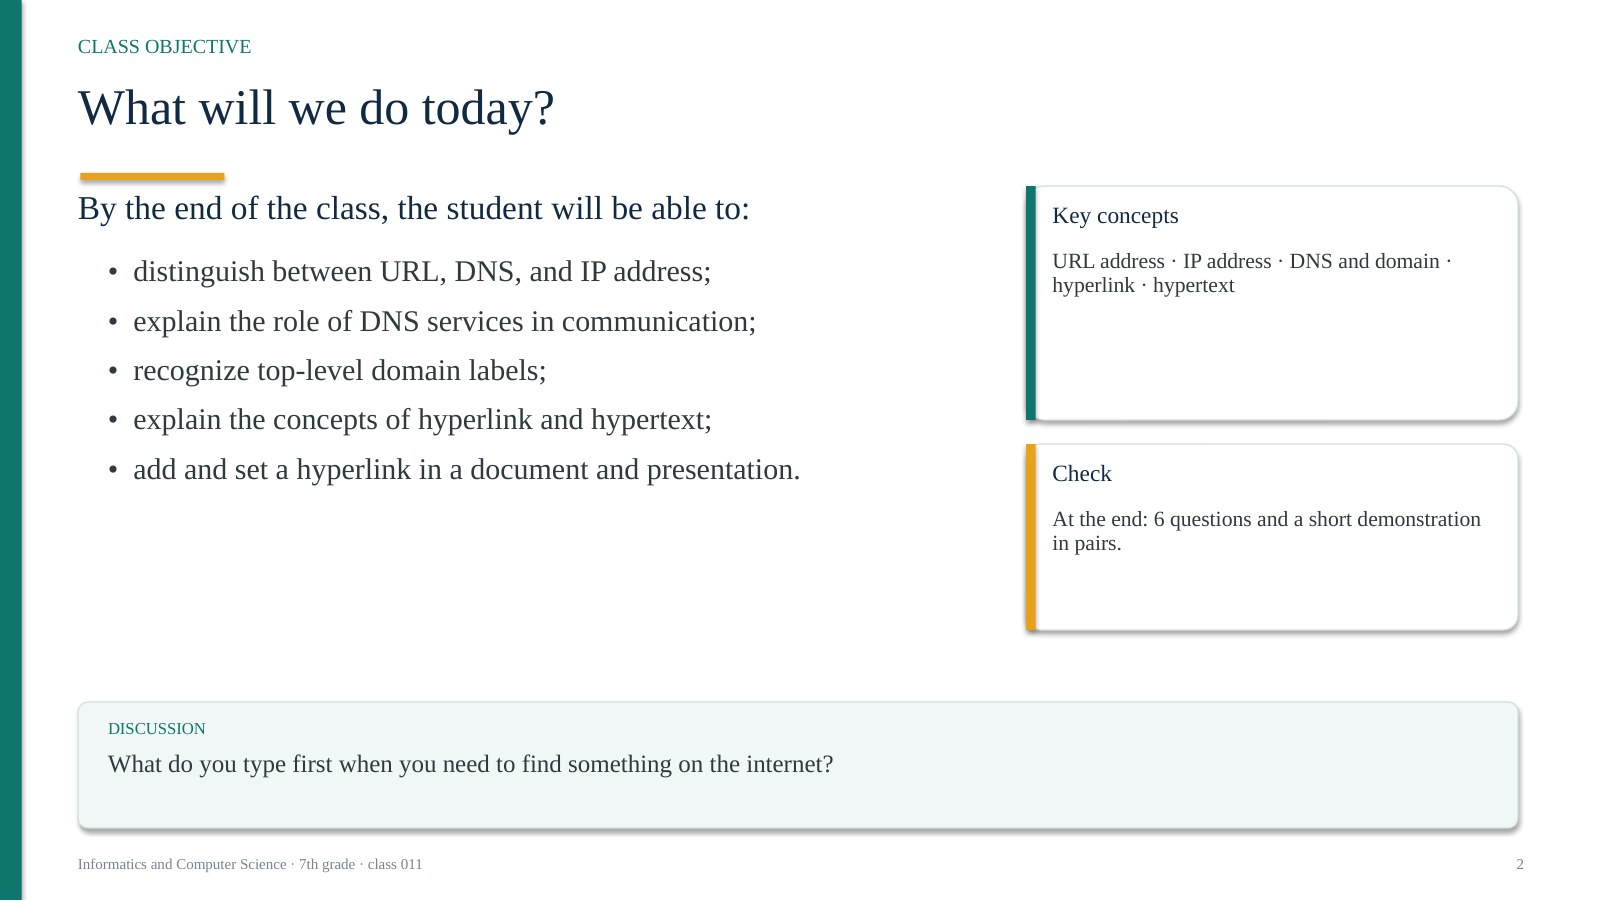 CLASS OBJECTIVE
What will we do today?
By the end of the class, the student will be able to:
• distinguish between URL, DNS, and IP address;
• explain the role of DNS services in communication;
• recognize top-level domain labels;
• explain the concepts of hyperlink and hypertext;
• add and set a hyperlink in a document and presentation.
Key concepts
URL address · IP address · DNS and domain ·
hyperlink · hypertext
Check
At the end: 6 questions and a short demonstration
in pairs.
DISCUSSION
What do you type first when you need to find something on the internet?
Informatics and Computer Science · 7th grade · class 011
2